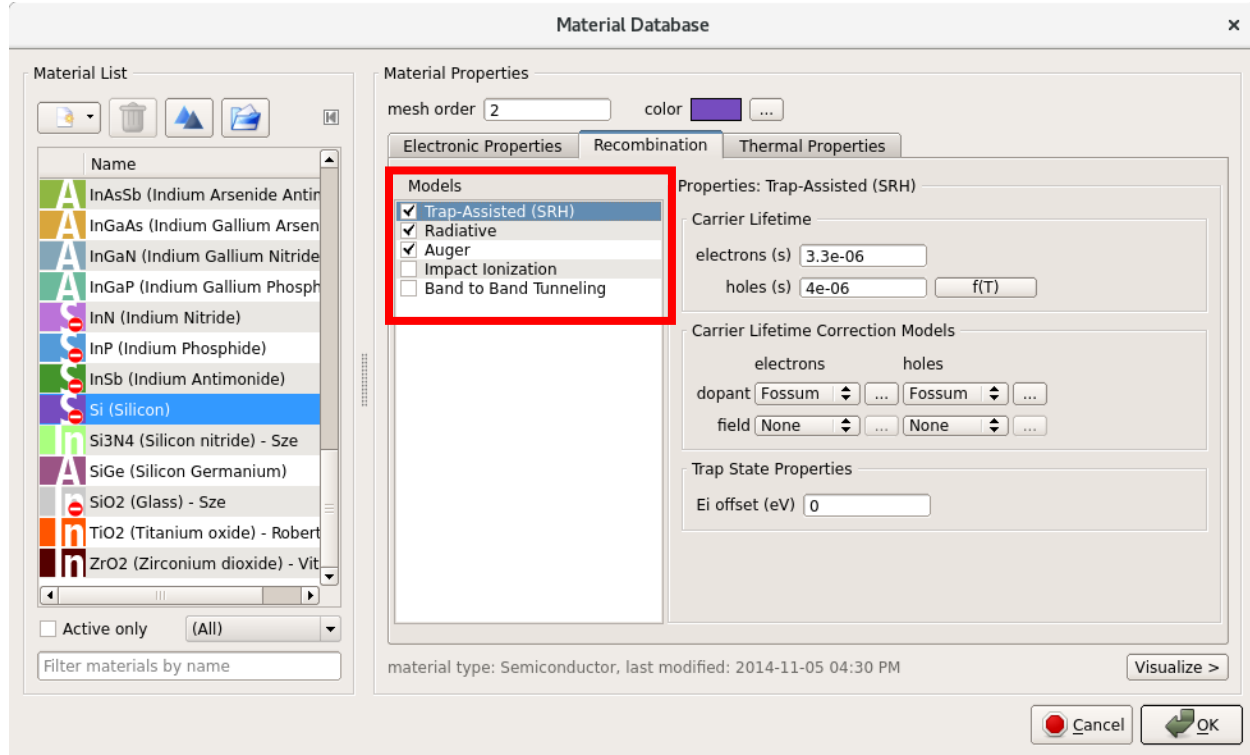 Material Database
Material List
Name
InAsSb (Indium Arsenide Antin
InGaAs (Indium Gallium Arsen
InGaN (Indium Gallium Nitride
InGaP (Indium Gallium Phosph
InN (Indium Nitride)
InP (Indium Phosphide)
InSb (Indium Antimonide)
Si (Silicon)
Si3N4 (Silicon nitride) - Sze
SiGe (Silicon Germanium)
SiO2 (Glass) - Sze
TiO2 (Titanium oxide) - Robert
ZrO2 (Zirconium dioxide) - Vit
Active only (All)
Filter materials by name
Material Properties
mesh order 2 color ...
Electronic Properties Recombination Thermal Properties
Models
Trap-Assisted (SRH)
Radiative
Auger
Impact Ionization
Band to Band Tunneling
Properties: Trap-Assisted (SRH)
Carrier Lifetime
electrons (s) 3.3e-06
holes (s) 4e-06 f(T)
Carrier Lifetime Correction Models
electrons holes
dopant Fossum ... Fossum ...
field None ... None ...
Trap State Properties
Ei offset (eV) 0
material type: Semiconductor, last modified: 2014-11-05 04:30 PM
Visualize >
Cancel OK